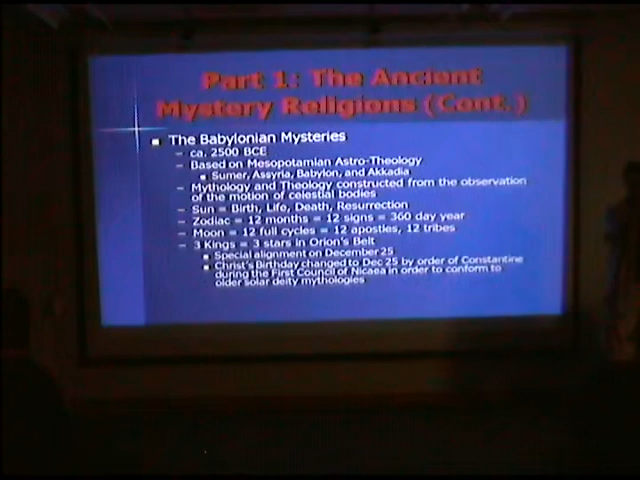 Part 1: The Ancient
Mystery Religions (Cont.)
The Babylonian Mysteries
– ca. 2500 BCE
– Based on Mesopotamian Astro-Theology
Sumer, Assyria, Babylon, and Akkadia
– Mythology and Theology constructed from the observation
of the motion of celestial bodies
– Sun = Birth, Life, Death, Resurrection
– Zodiac = 12 months = 12 signs = 360 day year
– Moon = 12 full cycles = 12 apostles, 12 tribes
– 3 Kings = 3 stars in Orion's Belt
Special alignment on December 25
Christ's Birthday changed to Dec 25 by order of Constantine
during the First Council of Nicaea in order to conform to
older solar deity mythologies